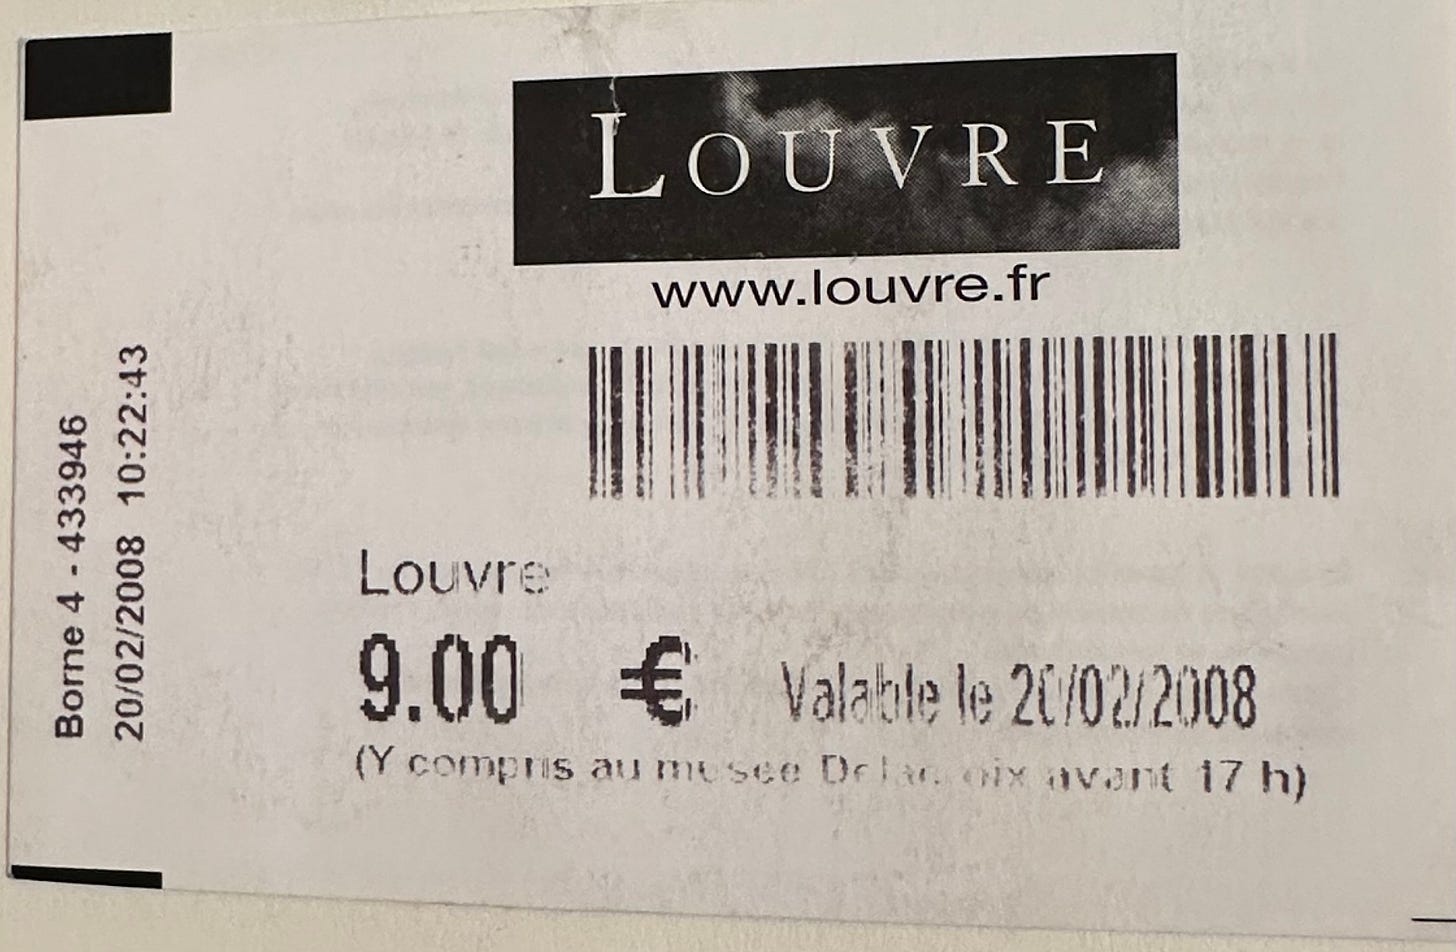 LOUVRE
www.louvre.fr
Borne 4 - 433946
20/02/2008 10:22:43
Louvre
9.00 € Valable le 20/02/2008
(Y compris au musee Delacroix avant 17 h)